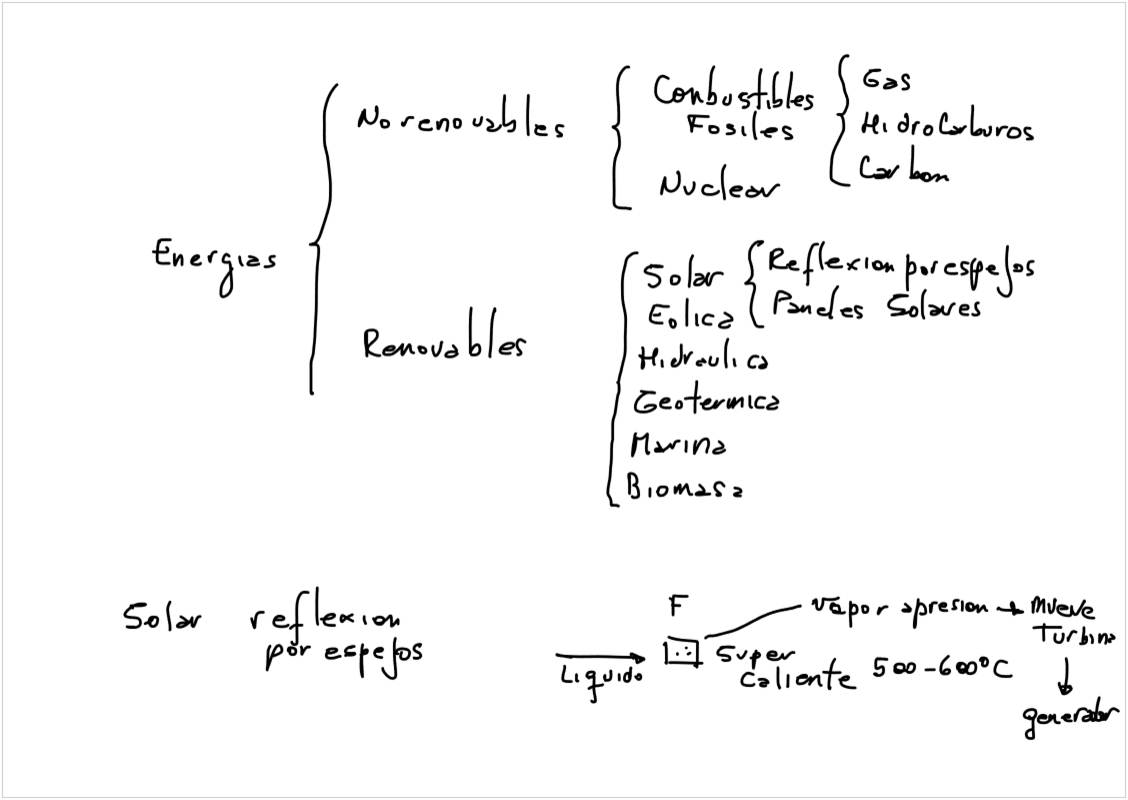 Energias
No renovables
Combustibles
Fosiles
Nuclear
Gas
HidroCarburos
Carbon
Renovables
Solar
Reflexion por espejos
Paneles Solares
Eolica
Hidraulica
Geotermica
Marina
Biomasa
Solar reflexion
por espejos
Liquido
F
Super
Caliente 500-600°C
Vapor a presion → mueve
Turbina
generador